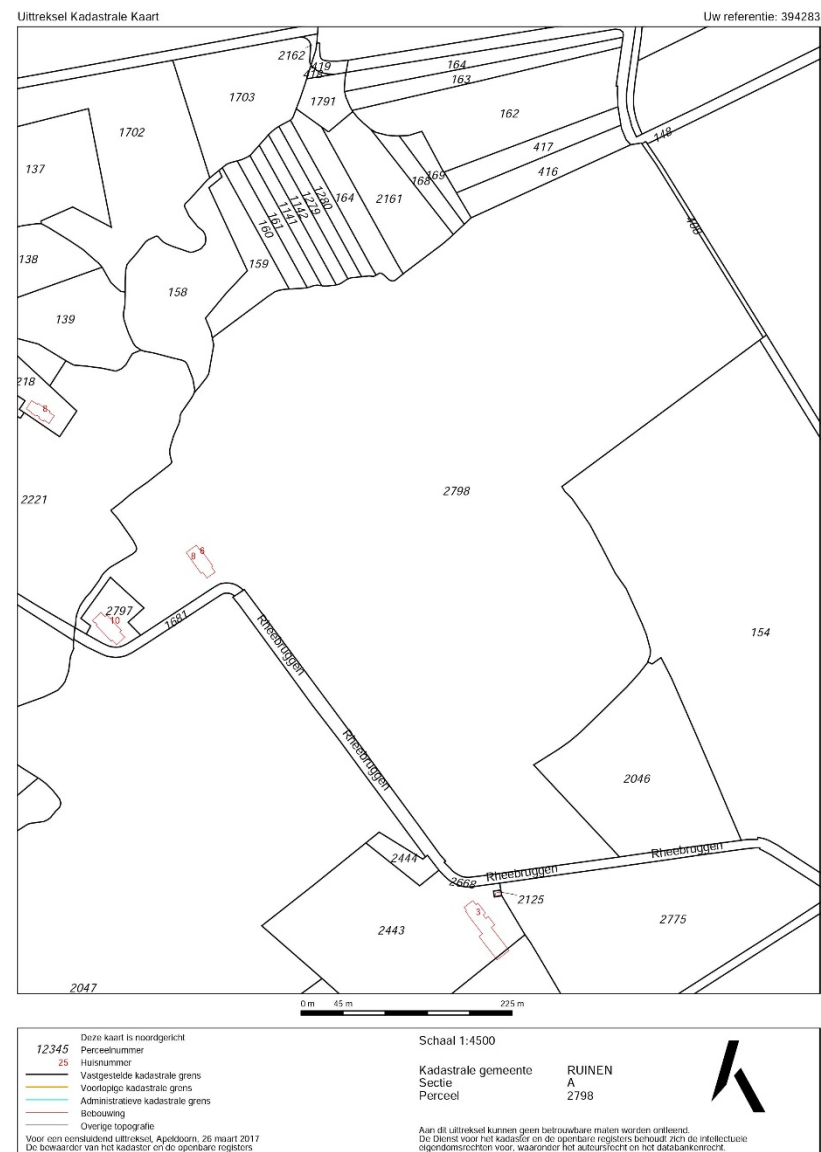 Uittreksel Kadastrale Kaart
Uw referentie: 394283
2162
419
418
164
163
1703
1791
162
1702
148
417
137
416
169
168
164
2161
1280
1279
1142
1141
161
160
408
138
159
158
139
218
8
2798
2221
6
8
2797
10
1681
Rheebruggen
154
Rheebruggen
2046
2444
Rheebruggen
Rheebruggen
2668
2125
3
2443
2775
2047
0 m 45 m 225 m
Deze kaart is noordgericht
12345 Perceelnummer
25 Huisnummer
Vastgestelde kadastrale grens
Voorlopige kadastrale grens
Administratieve kadastrale grens
Bebouwing
Overige topografie
Voor een eensluidend uittreksel, Apeldoorn, 26 maart 2017
De bewaarder van het kadaster en de openbare registers
Schaal 1:4500
Kadastrale gemeente RUINEN
Sectie A
Perceel 2798
Aan dit uittreksel kunnen geen betrouwbare maten worden ontleend.
De Dienst voor het kadaster en de openbare registers behoudt zich de intellectuele
eigendomsrechten voor, waaronder het auteursrecht en het databankenrecht.